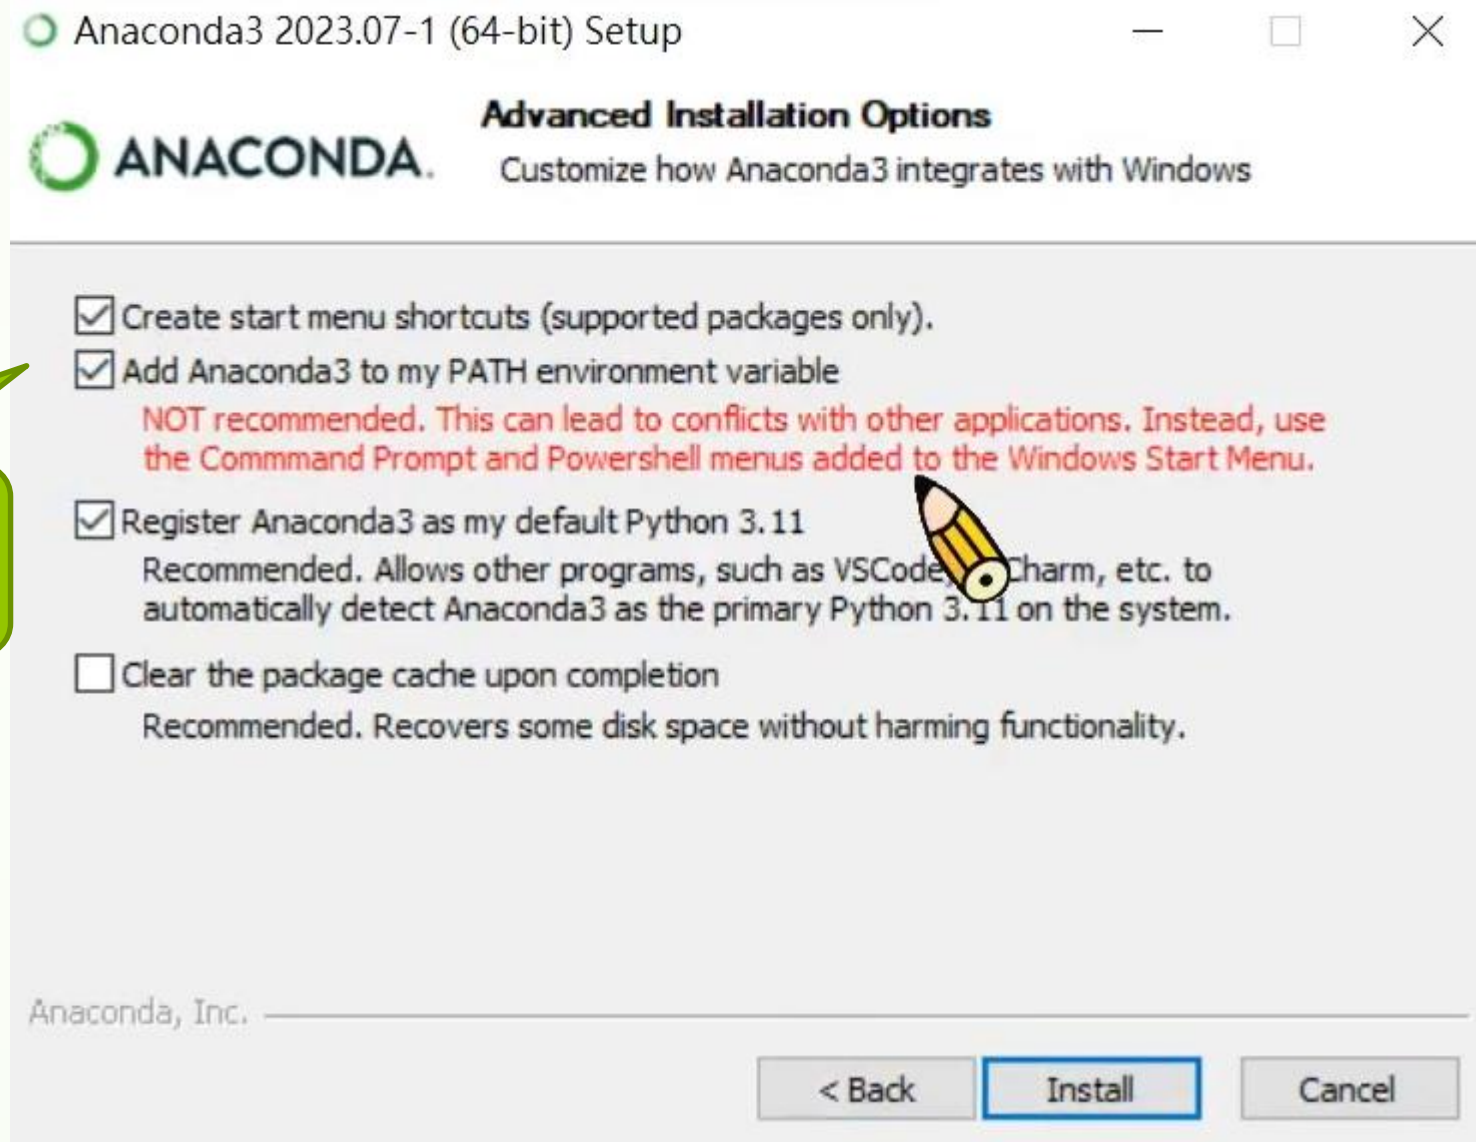 Anaconda3 2023.07-1 (64-bit) Setup
ANACONDA.
Advanced Installation Options
Customize how Anaconda3 integrates with Windows
Create start menu shortcuts (supported packages only).
Add Anaconda3 to my PATH environment variable
NOT recommended. This can lead to conflicts with other applications. Instead, use
the Commmand Prompt and Powershell menus added to the Windows Start Menu.
Register Anaconda3 as my default Python 3.11
Recommended. Allows other programs, such as VSCode, Charm, etc. to
automatically detect Anaconda3 as the primary Python 3.11 on the system.
Clear the package cache upon completion
Recommended. Recovers some disk space without harming functionality.
Anaconda, Inc.
< Back
Install
Cancel